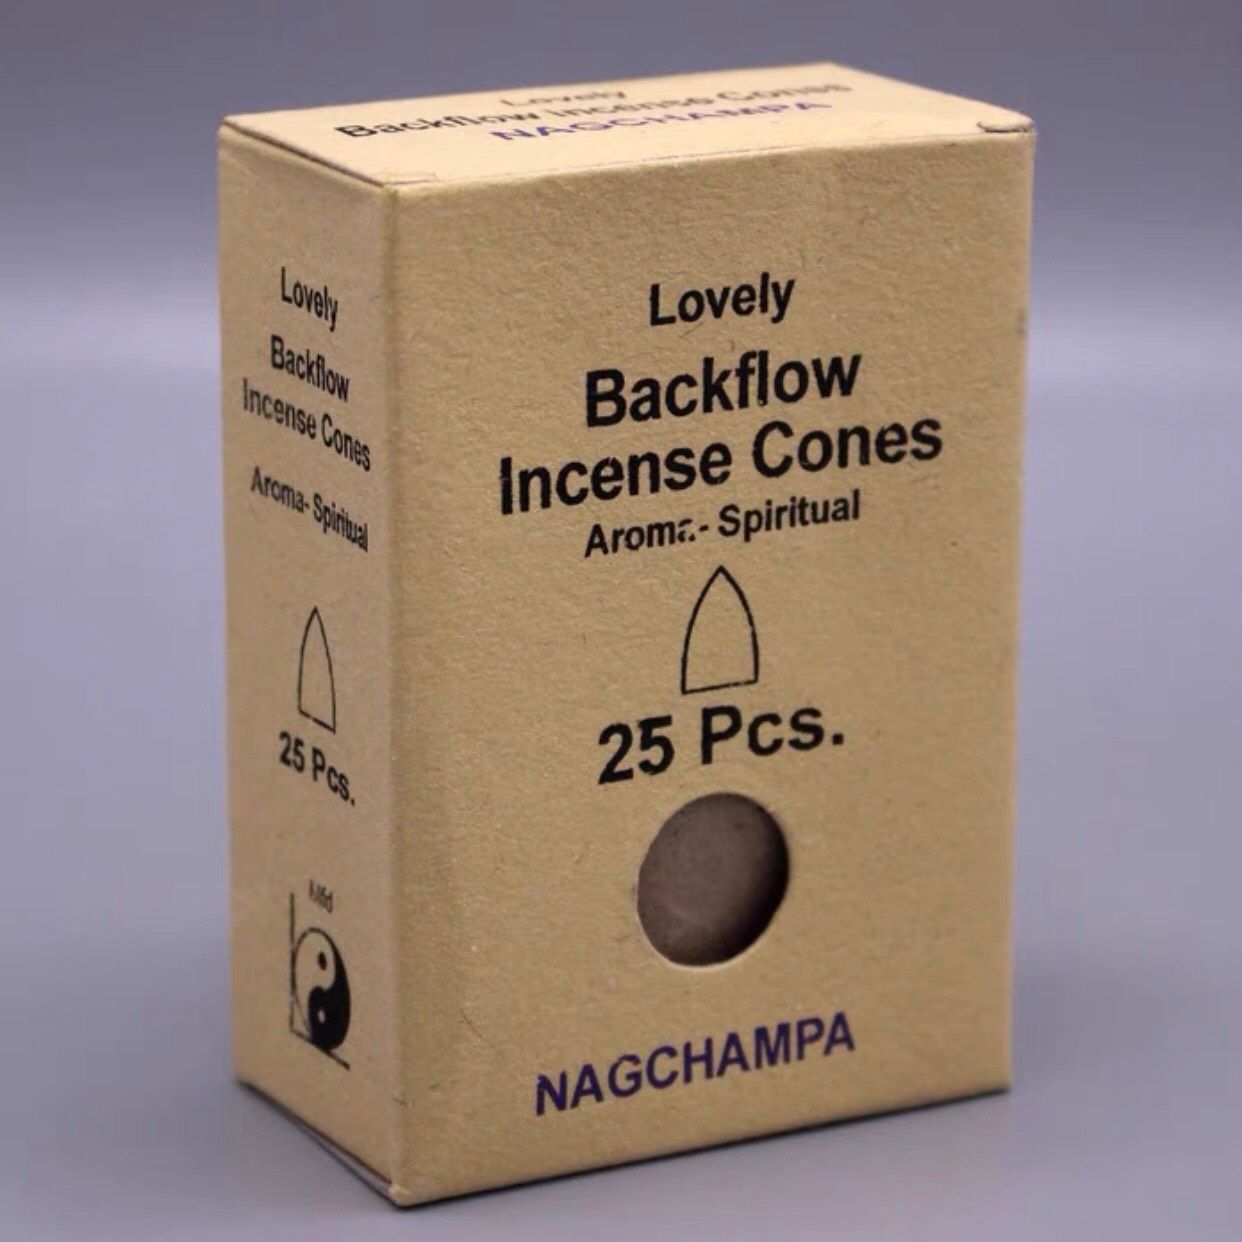 Lovely
Backflow Incense Cones
NAGCHAMPA
Lovely
Backflow
Incense Cones
Aroma- Spiritual
25 Pcs.
Lovely
Backflow
Incense Cones
Aroma- Spiritual
25 Pcs.
NAGCHAMPA